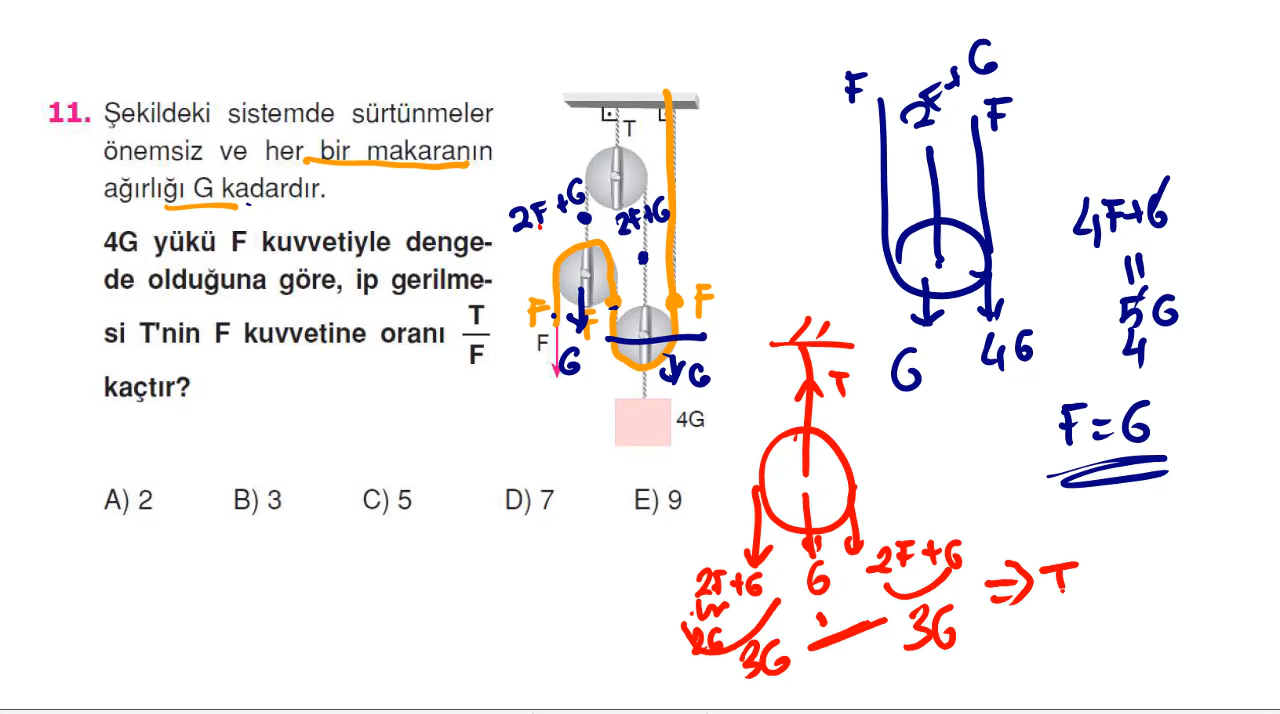 11. Şekildeki sistemde sürtünmeler
önemsiz ve her bir makaranın
ağırlığı G kadardır.
4G yükü F kuvvetiyle denge-
de olduğuna göre, ip gerilme-
si T'nin F kuvvetine oranı T/F
kaçtır?
A) 2 B) 3 C) 5 D) 7 E) 9
T
2F+G 2F+G
F F F
F
G G
4G
F 2F+G F
G 4G
4F+G
=
5G
4
F=G
T
2F+G G 2F+G
2G 3G 3G
⇒ T